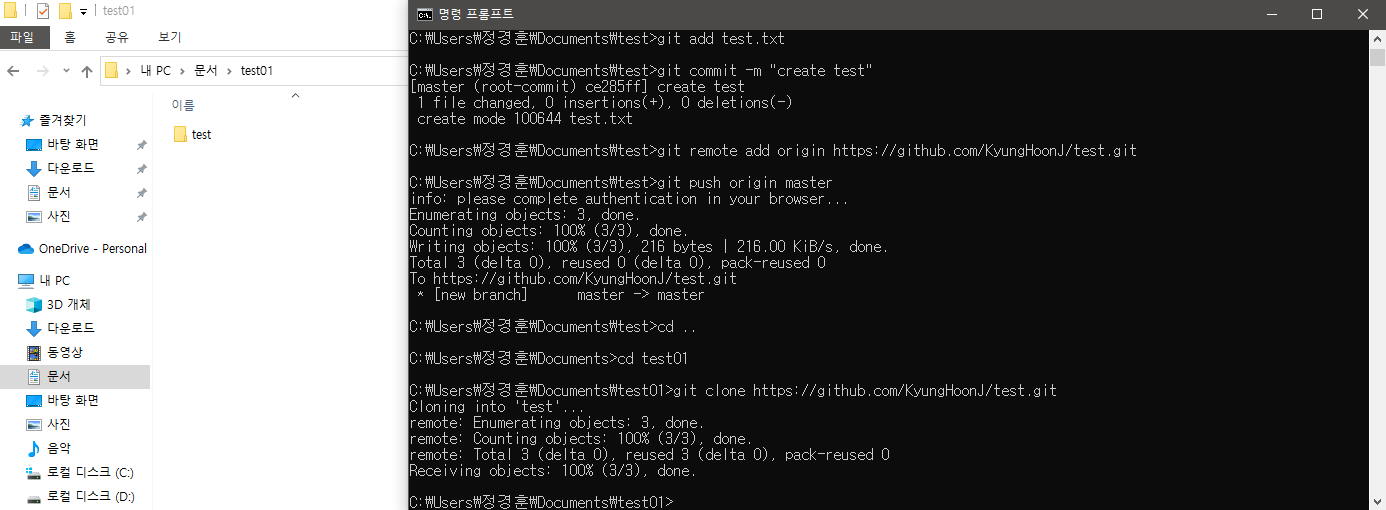 test01
파일
홈
공유
보기
내 PC
문서
test01
이름
test
즐겨찾기
바탕 화면
다운로드
문서
사진
OneDrive - Personal
내 PC
3D 개체
다운로드
동영상
문서
바탕 화면
사진
음악
로컬 디스크 (C:)
로컬 디스크 (D:)
명령 프롬프트
C:\Users\정경훈\Documents\test>git add test.txt
C:\Users\정경훈\Documents\test>git commit -m "create test"
[master (root-commit) ce285ff] create test
1 file changed, 0 insertions(+), 0 deletions(-)
create mode 100644 test.txt
C:\Users\정경훈\Documents\test>git remote add origin https://github.com/KyungHoonJ/test.git
C:\Users\정경훈\Documents\test>git push origin master
info: please complete authentication in your browser...
Enumerating objects: 3, done.
Counting objects: 100% (3/3), done.
Writing objects: 100% (3/3), 216 bytes | 216.00 KiB/s, done.
Total 3 (delta 0), reused 0 (delta 0), pack-reused 0
To https://github.com/KyungHoonJ/test.git
* [new branch]      master -> master
C:\Users\정경훈\Documents\test>cd ..
C:\Users\정경훈\Documents>cd test01
C:\Users\정경훈\Documents\test01>git clone https://github.com/KyungHoonJ/test.git
Cloning into 'test'...
remote: Enumerating objects: 3, done.
remote: Counting objects: 100% (3/3), done.
remote: Total 3 (delta 0), reused 3 (delta 0), pack-reused 0
Receiving objects: 100% (3/3), done.
C:\Users\정경훈\Documents\test01>